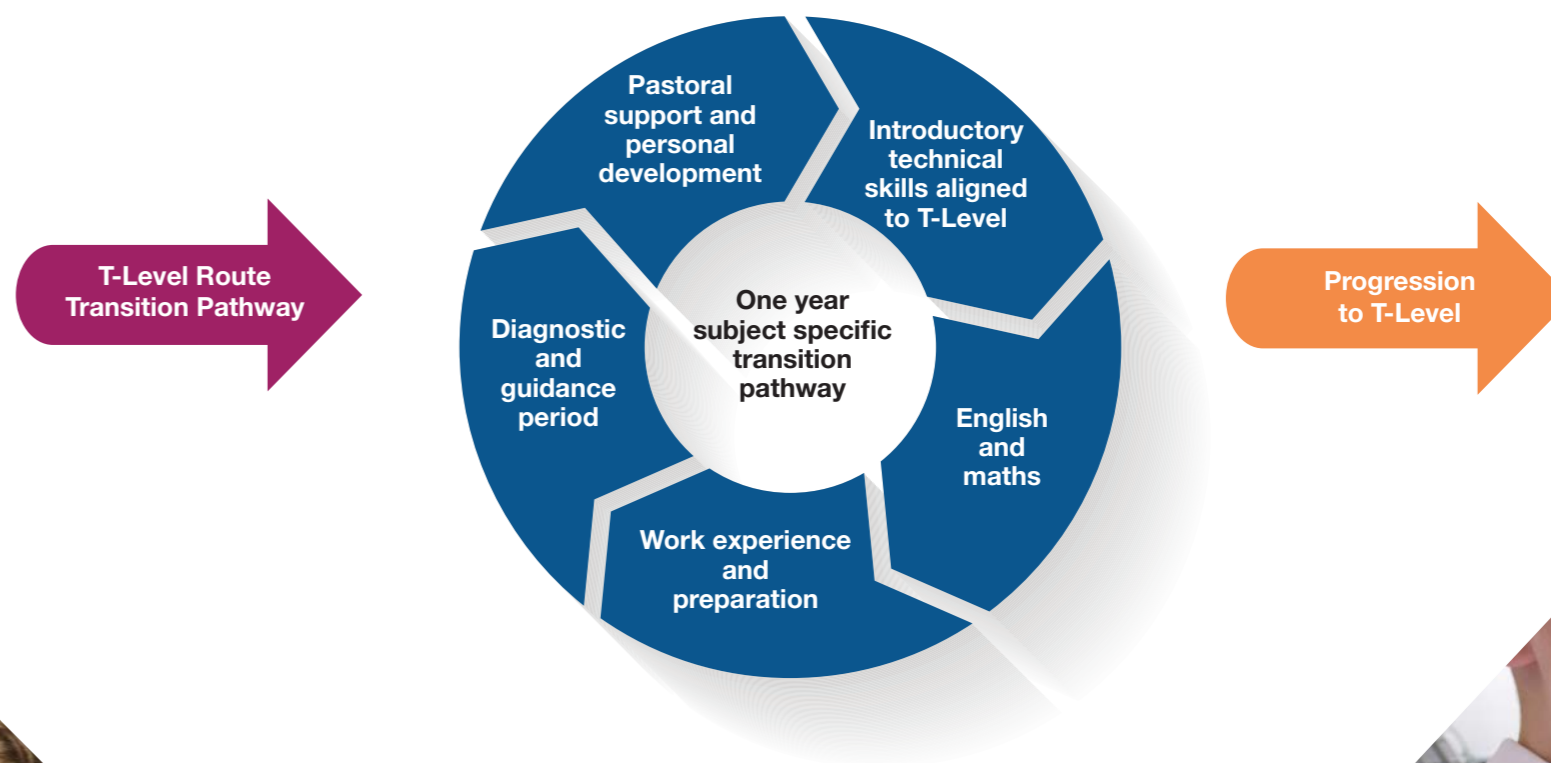 T-Level Route
Transition Pathway
Pastoral
support and
personal
development
Introductory
technical
skills aligned
to T-Level
English
and
maths
Work experience
and
preparation
Diagnostic
and
guidance
period
One year
subject specific
transition
pathway
Progression
to T-Level